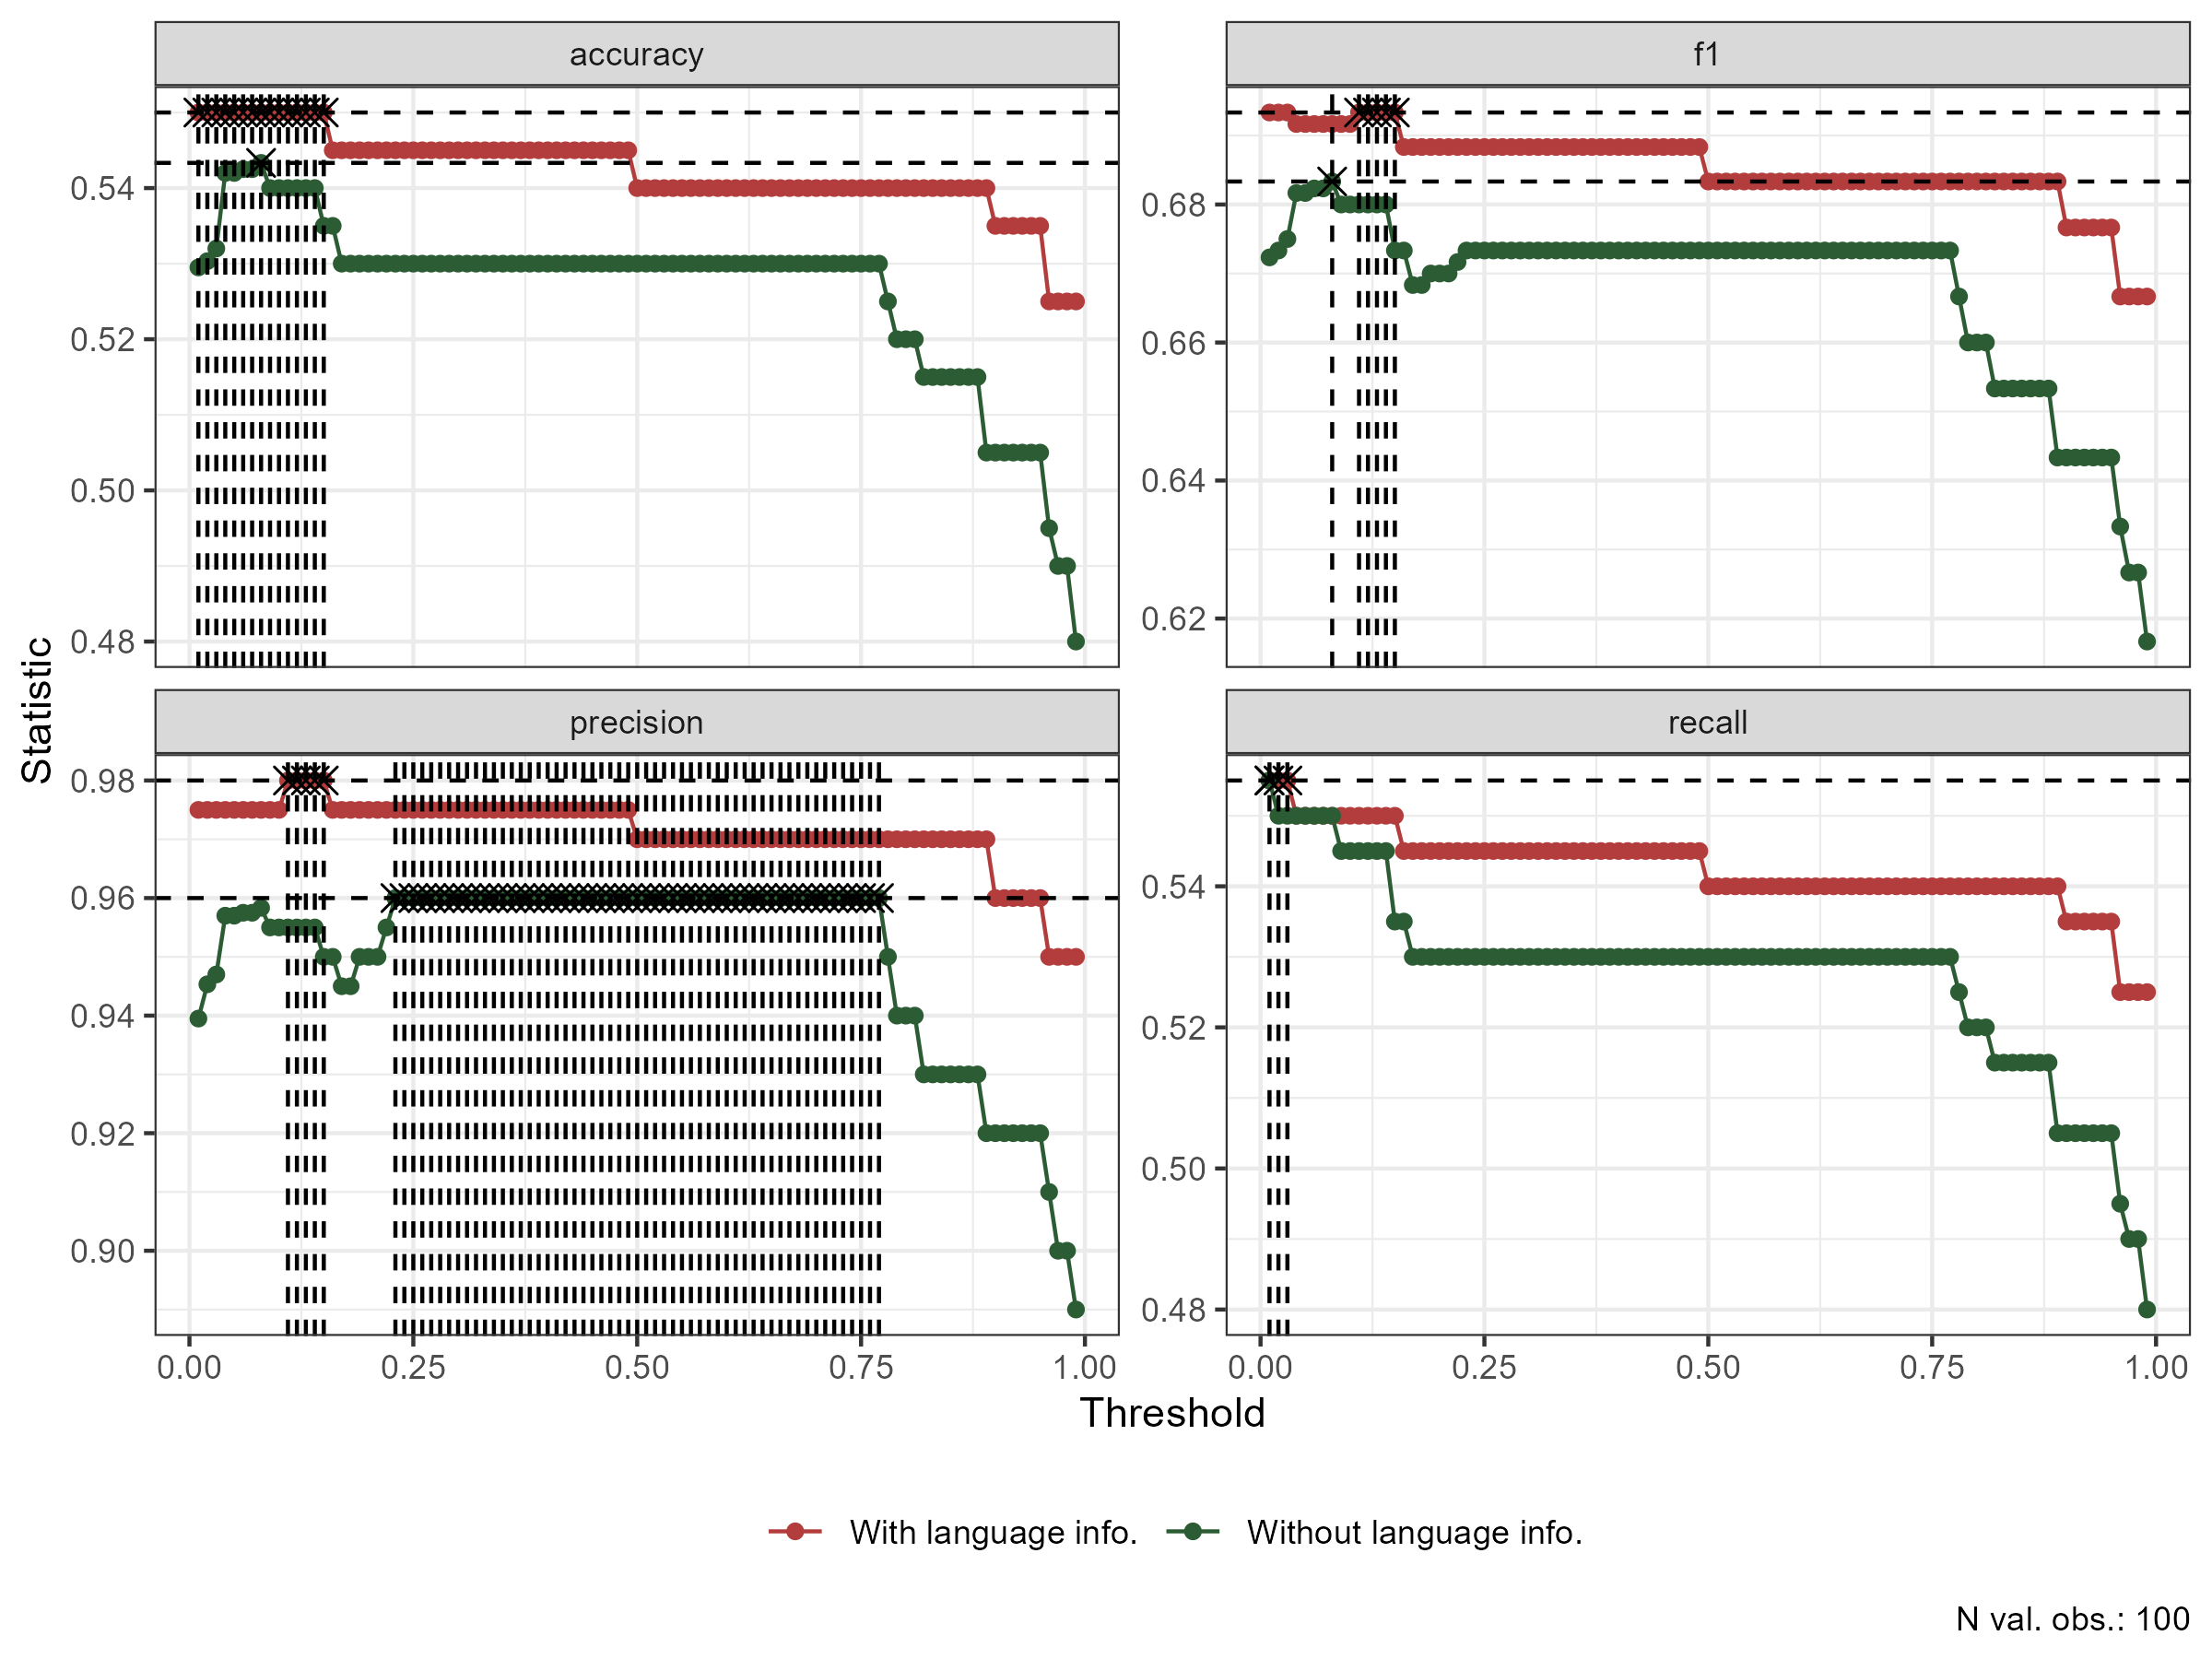 accuracy
f1
0.54
0.52
0.50
0.48
0.68
0.66
0.64
0.62
Statistic
precision
recall
0.98
0.96
0.94
0.92
0.90
0.54
0.52
0.50
0.48
0.00 0.25 0.50 0.75 1.00
0.00 0.25 0.50 0.75 1.00
Threshold
With language info. Without language info.
N val. obs.: 100